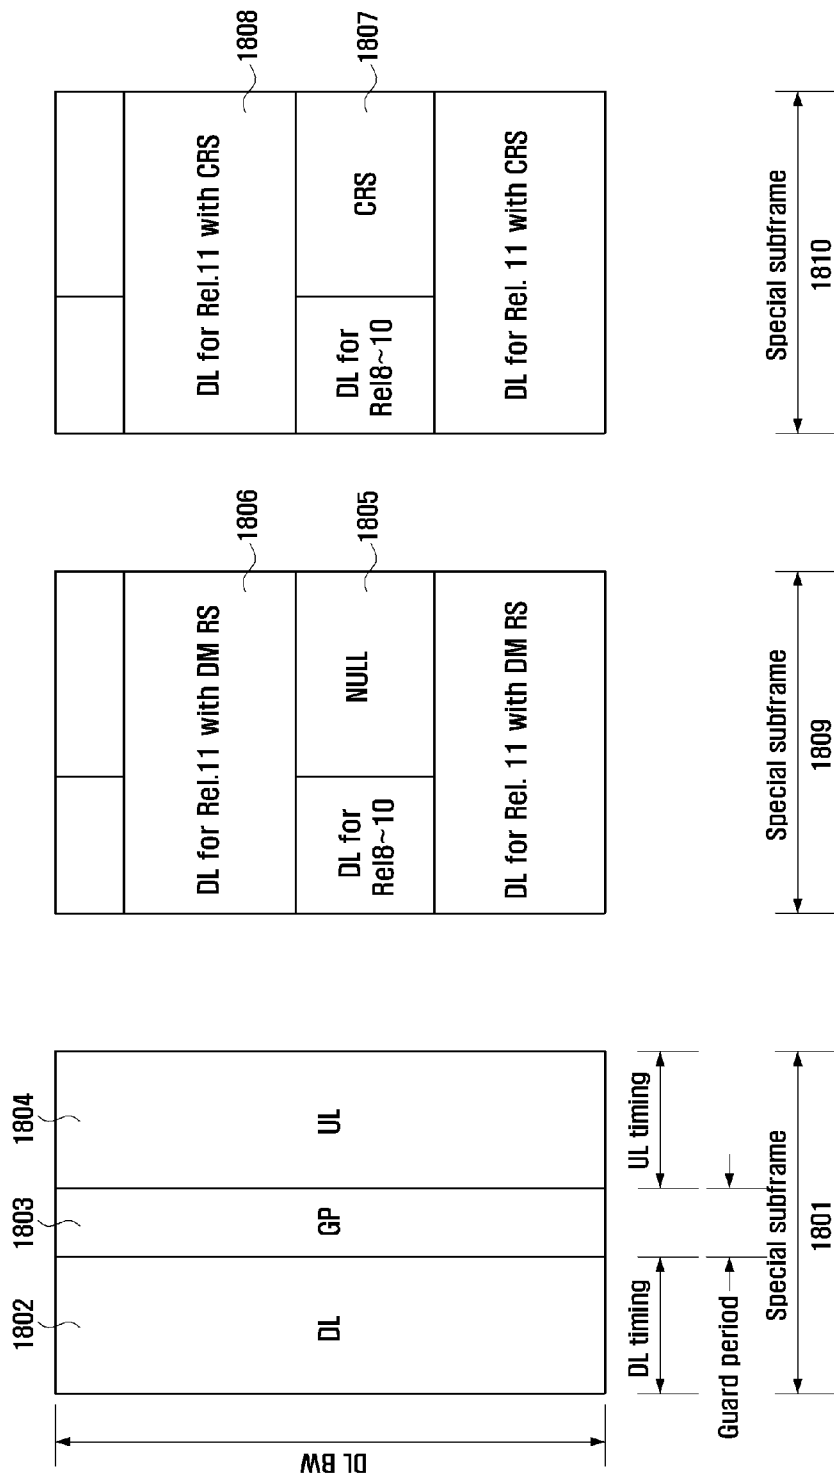 DL BW
1802
1803
1804
DL
GP
UL
DL timing
UL timing
Guard period
Special subframe
1801
DL for Rel.11 with DM RS
1806
DL for
Rel8~10
NULL
1805
DL for Rel. 11 with DM RS
Special subframe
1809
DL for Rel.11 with CRS
1808
DL for
Rel8~10
CRS
1807
DL for Rel. 11 with CRS
Special subframe
1810